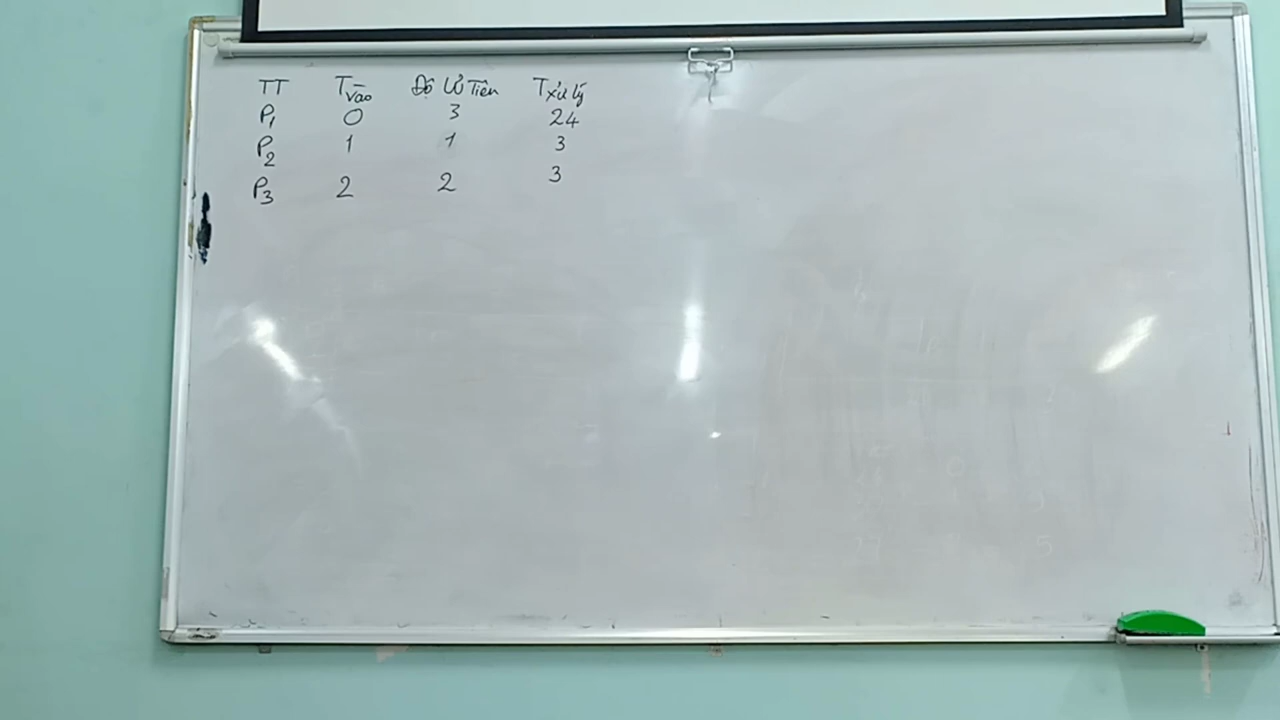 TT Tvào Độ Ưu Tiên Txử lý
P1 0 3 24
P2 1 1 3
P3 2 2 3